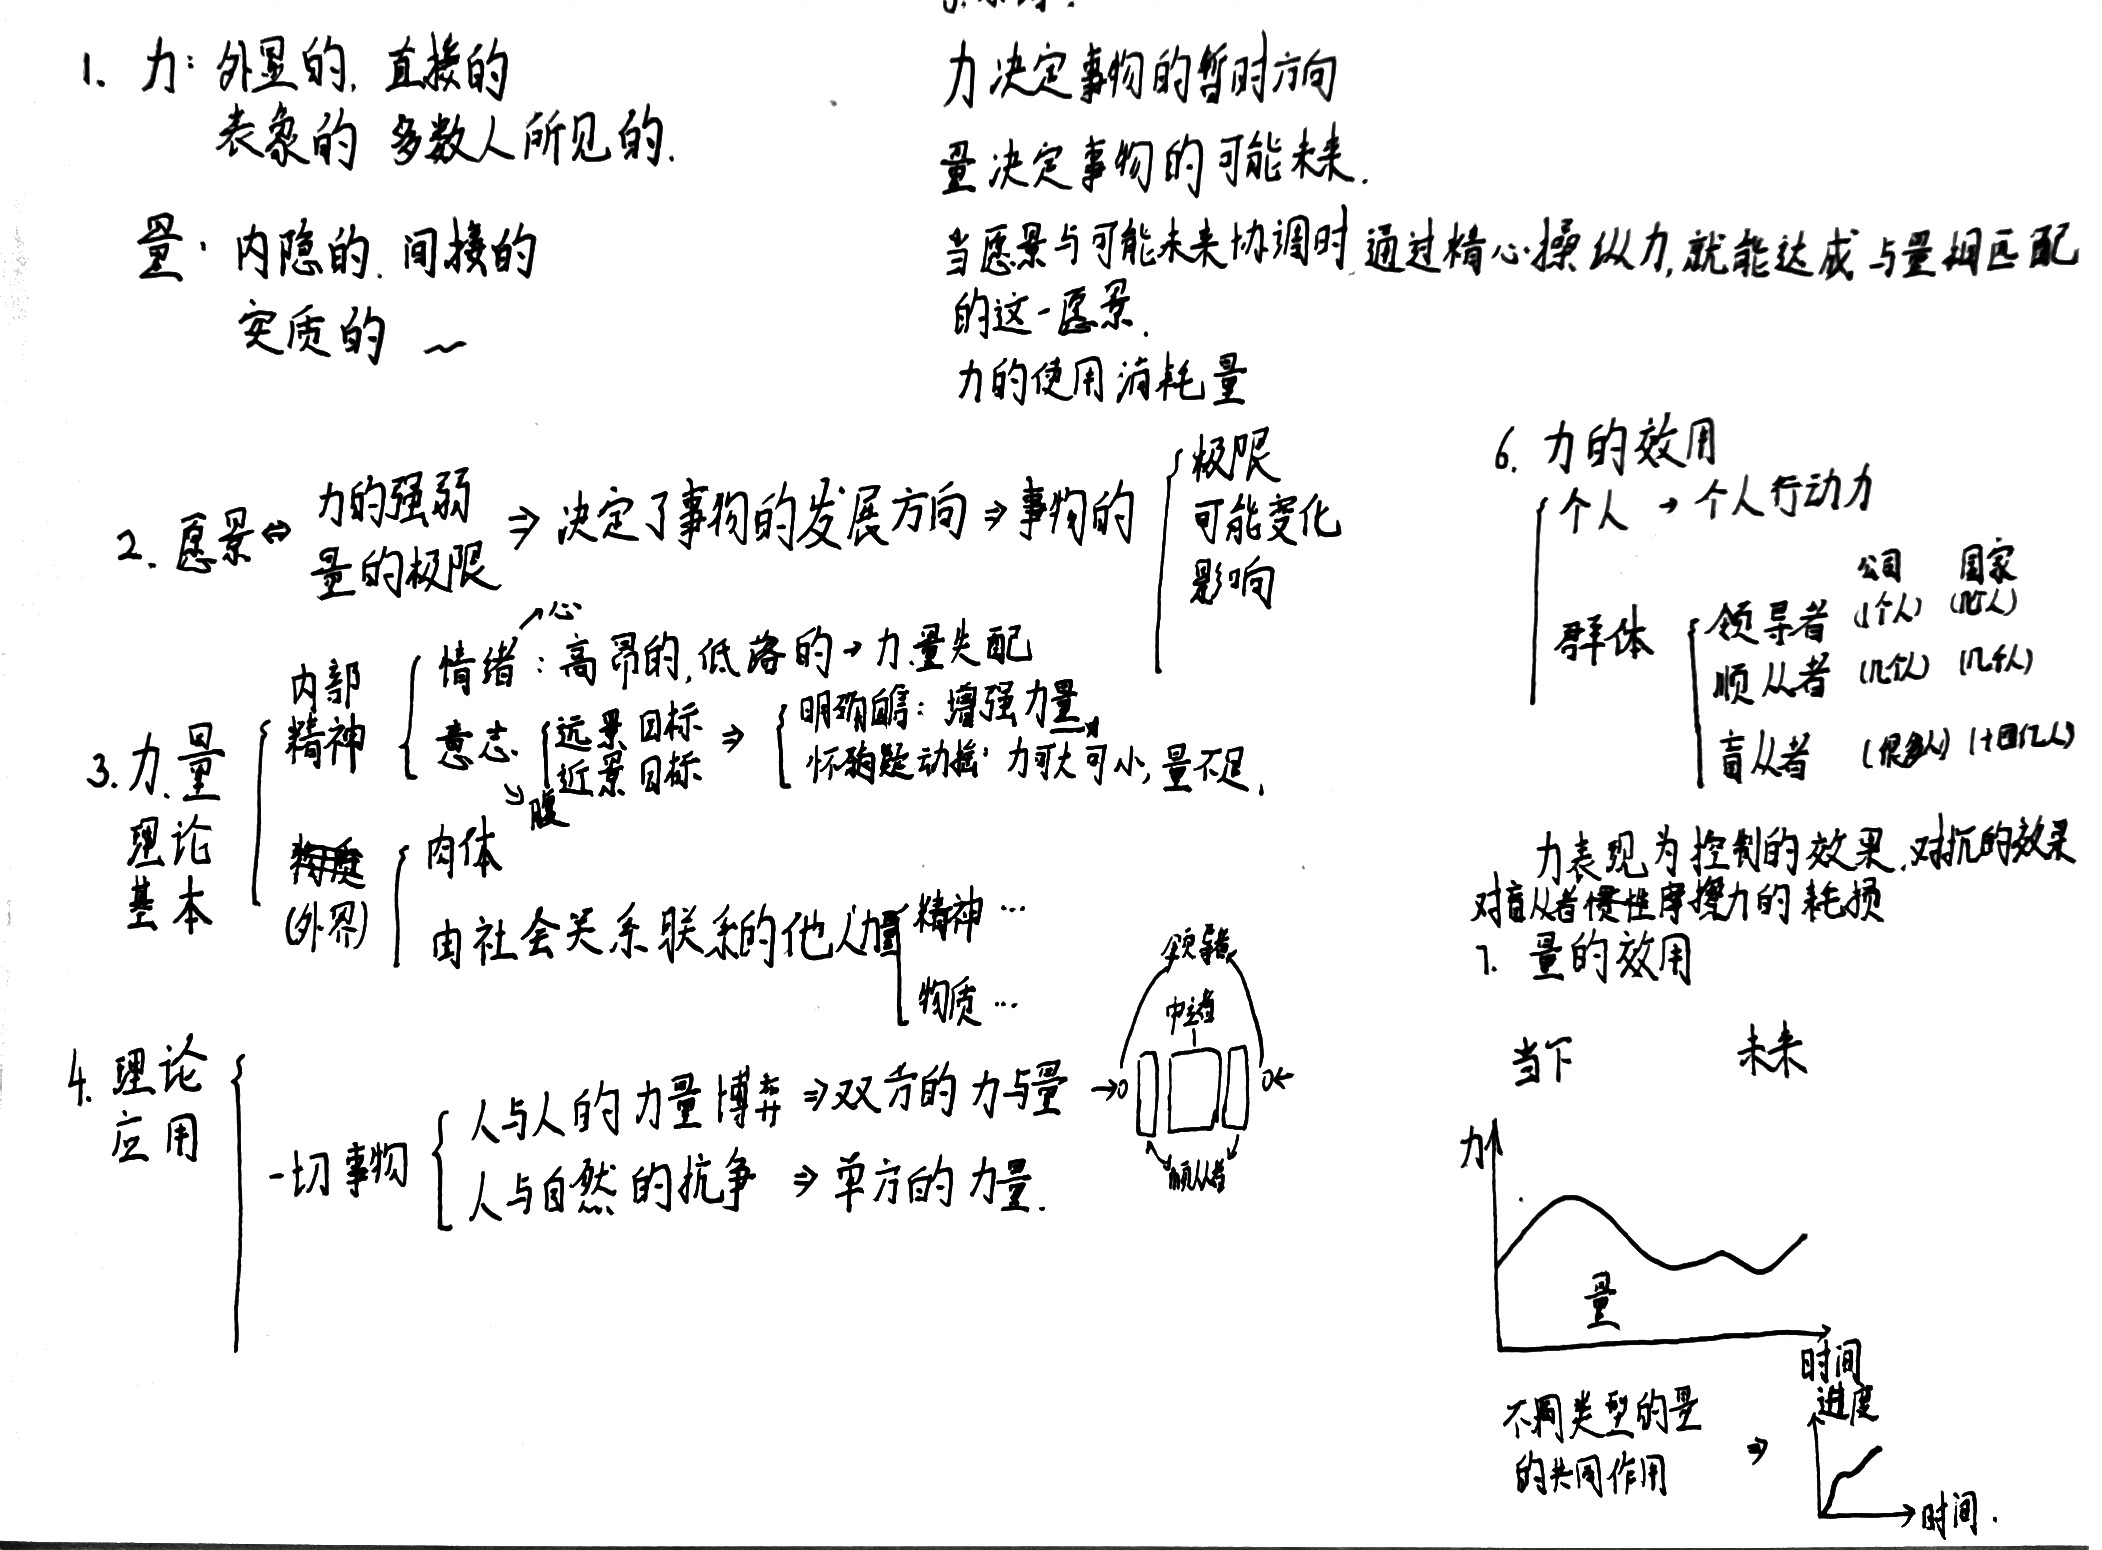 1. 力: 外显的, 直接的
表象的 多数人所见的.
量. 内隐的. 间接的
实质的 ~
2. 愿景 ⇔ 力的强弱
量的极限
⇒ 决定了事物的发展方向 ⇒ 事物的
极限
可能变化
影响
3. 力.量
理论
基本
内部
精神
情绪: 高昂的, 低落的 → 力量失配
↗心
意志.
远景目标
近景目标
⇒
明确自信: 增强力量
怀疑动摇: 力可大可小, 量不足.
↘腹
(外界)
肉体
由社会关系联系的他人力量
精神 …
物质 …
4. 理论
应用
一切事物
人与人的力量博弈 ⇒ 双方的力与量
人与自然的抗争 ⇒ 单方的力量.
领导者
中立者
→0
0←
顺从者
力决定事物的暂时方向
量决定事物的可能未来.
当愿景与可能未来协调时 通过精心操纵力, 就能达成与量相匹配
的这一愿景.
力的使用消耗量
6. 力的效用
个人 → 个人行动力
公司 国家
群体
领导者 (1个人)
顺从者 (几个人) (几千人)
盲从者 (很多人) (十四亿人)
力表现为控制的效果. 对抗的效果
对盲从者惯性摩擦力的耗损
7. 量的效用
当下 未来
力
量
时间
不同类型的量
的共同作用
⇒
进度
时间.